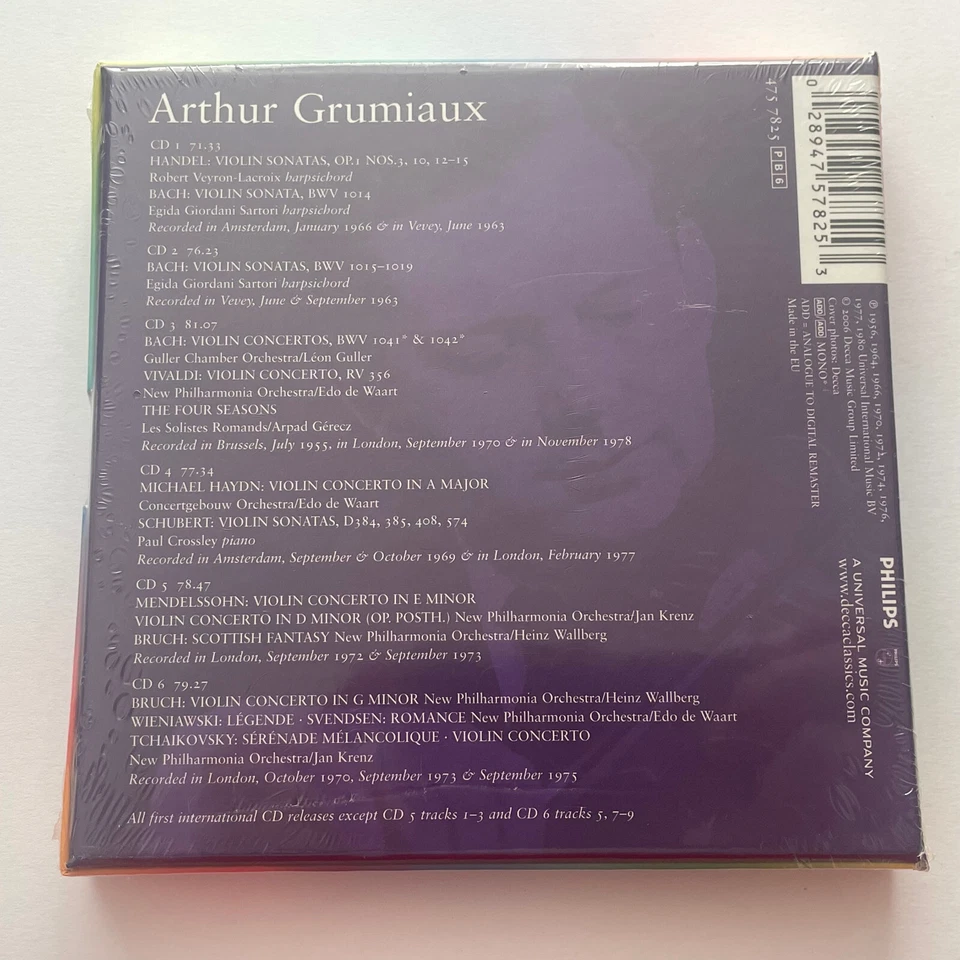 Arthur Grumiaux
CD 1 71.33
HANDEL: VIOLIN SONATAS, OP.1 NOS.3, 10, 12–15
Robert Veyron-Lacroix harpsichord
BACH: VIOLIN SONATA, BWV 1014
Egida Giordani Sartori harpsichord
Recorded in Amsterdam, January 1966 & in Vevey, June 1963
CD 2 76.23
BACH: VIOLIN SONATAS, BWV 1015–1019
Egida Giordani Sartori harpsichord
Recorded in Vevey, June & September 1963
CD 3 81.07
BACH: VIOLIN CONCERTOS, BWV 1041* & 1042*
Guller Chamber Orchestra/Léon Guller
VIVALDI: VIOLIN CONCERTO, RV 356
New Philharmonia Orchestra/Edo de Waart
THE FOUR SEASONS
Les Solistes Romands/Arpad Gérecz
Recorded in Brussels, July 1955, in London, September 1970 & in November 1978
CD 4 77.34
MICHAEL HAYDN: VIOLIN CONCERTO IN A MAJOR
Concertgebouw Orchestra/Edo de Waart
SCHUBERT: VIOLIN SONATAS, D384, 385, 408, 574
Paul Crossley piano
Recorded in Amsterdam, September & October 1969 & in London, February 1977
CD 5 78.47
MENDELSSOHN: VIOLIN CONCERTO IN E MINOR
VIOLIN CONCERTO IN D MINOR (OP. POSTH.) New Philharmonia Orchestra/Jan Krenz
BRUCH: SCOTTISH FANTASY New Philharmonia Orchestra/Heinz Wallberg
Recorded in London, September 1972 & September 1973
CD 6 79.27
BRUCH: VIOLIN CONCERTO IN G MINOR New Philharmonia Orchestra/Heinz Wallberg
WIENIAWSKI: LÉGENDE · SVENDSEN: ROMANCE New Philharmonia Orchestra/Edo de Waart
TCHAIKOVSKY: SÉRÉNADE MÉLANCOLIQUE · VIOLIN CONCERTO
New Philharmonia Orchestra/Jan Krenz
Recorded in London, October 1970, September 1973 & September 1975
All first international CD releases except CD 5 tracks 1–3 and CD 6 tracks 5, 7–9
475 7825 PB6
0 28947 57825 3
℗ 1956, 1964, 1966, 1970, 1972, 1974, 1976,
1977, 1980 Universal International Music BV
© 2006 Decca Music Group Limited
Cover photos: Decca
ADD ADD MONO*
ADD = ANALOGUE TO DIGITAL REMASTER
Made in the EU
PHILIPS
A UNIVERSAL MUSIC COMPANY
www.deccaclassics.com